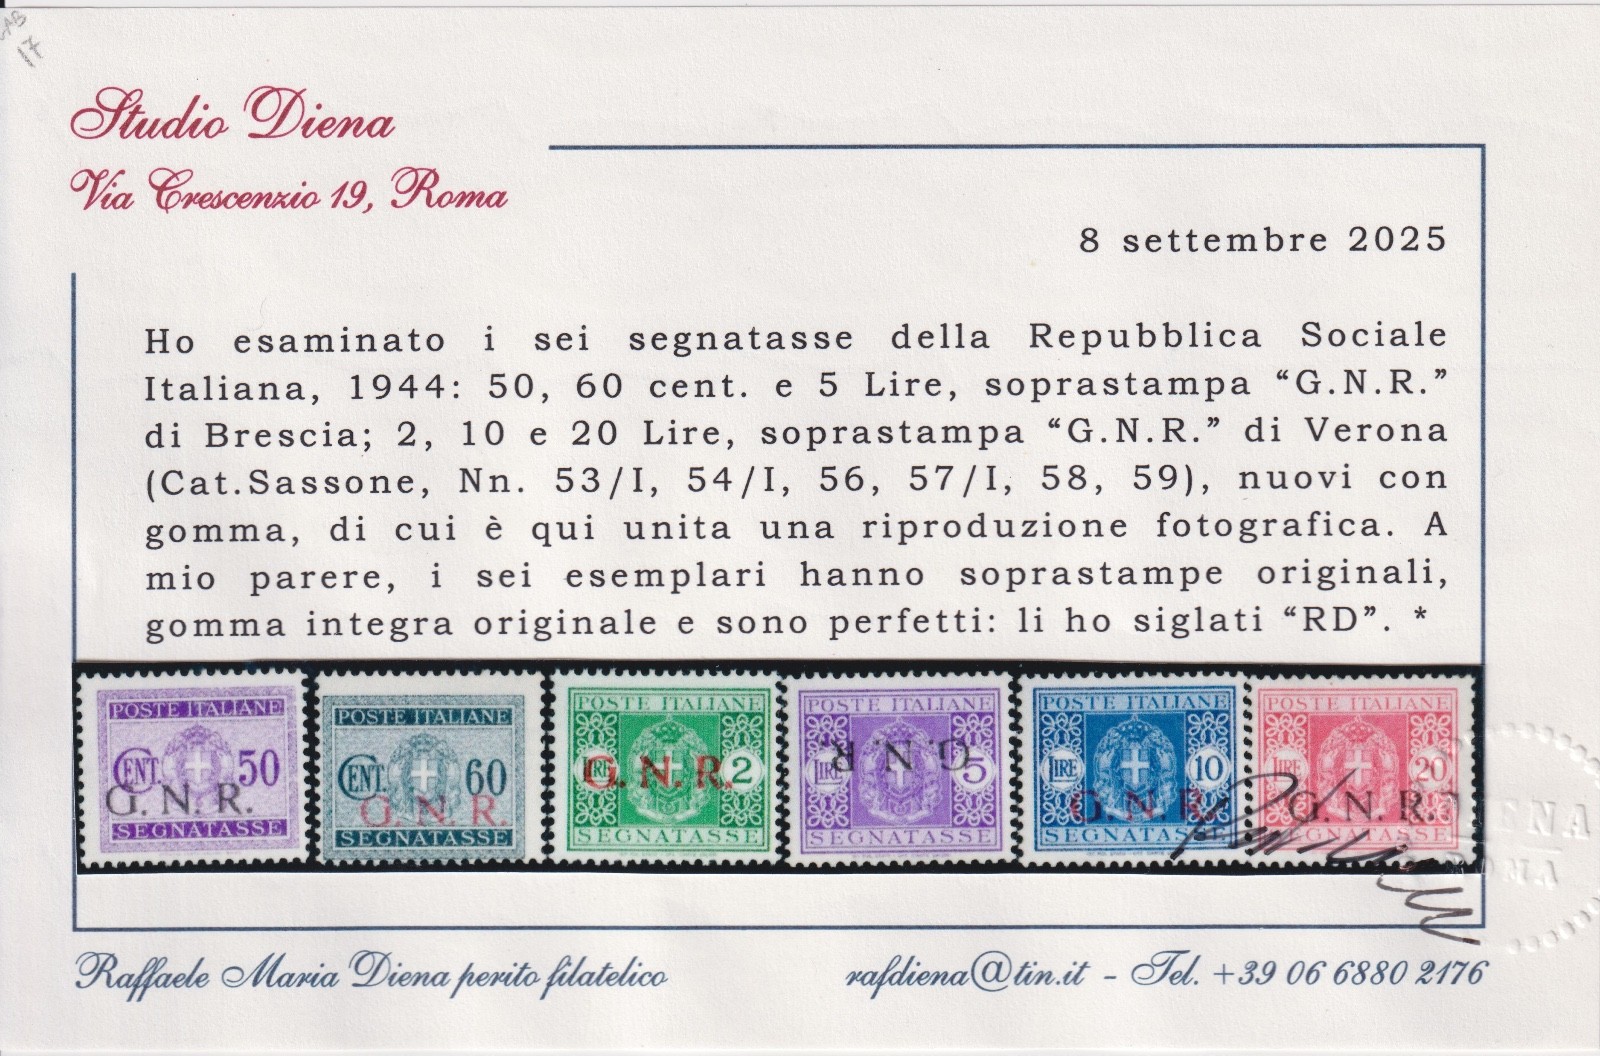 Studio Diena
Via Crescenzio 19, Roma
8 settembre 2025
Ho esaminato i sei segnatasse della Repubblica Sociale
Italiana, 1944: 50, 60 cent. e 5 Lire, soprastampa “G.N.R.”
di Brescia; 2, 10 e 20 Lire, soprastampa “G.N.R.” di Verona
(Cat.Sassone, Nn. 53/I, 54/I, 56, 57/I, 58, 59), nuovi con
gomma, di cui è qui unita una riproduzione fotografica. A
mio parere, i sei esemplari hanno soprastampe originali,
gomma integra originale e sono perfetti: li ho siglati “RD”. *
POSTE ITALIANE
CENT. 50
G. N. R.
SEGNATASSE
POSTE ITALIANE
CENT. 60
G. N. R.
SEGNATASSE
POSTE ITALIANE
LIRE 2
G. N. R.
SEGNATASSE
POSTE ITALIANE
LIRE 5
G. N. R.
SEGNATASSE
POSTE ITALIANE
LIRE 10
G. N. R.
SEGNATASSE
POSTE ITALIANE
20
G. N. R.
SEGNATASSE
DIENA
ROMA
Raffaele Maria Diena perito filatelico
rafdiena@tin.it - Tel. +39 06 6880 2176